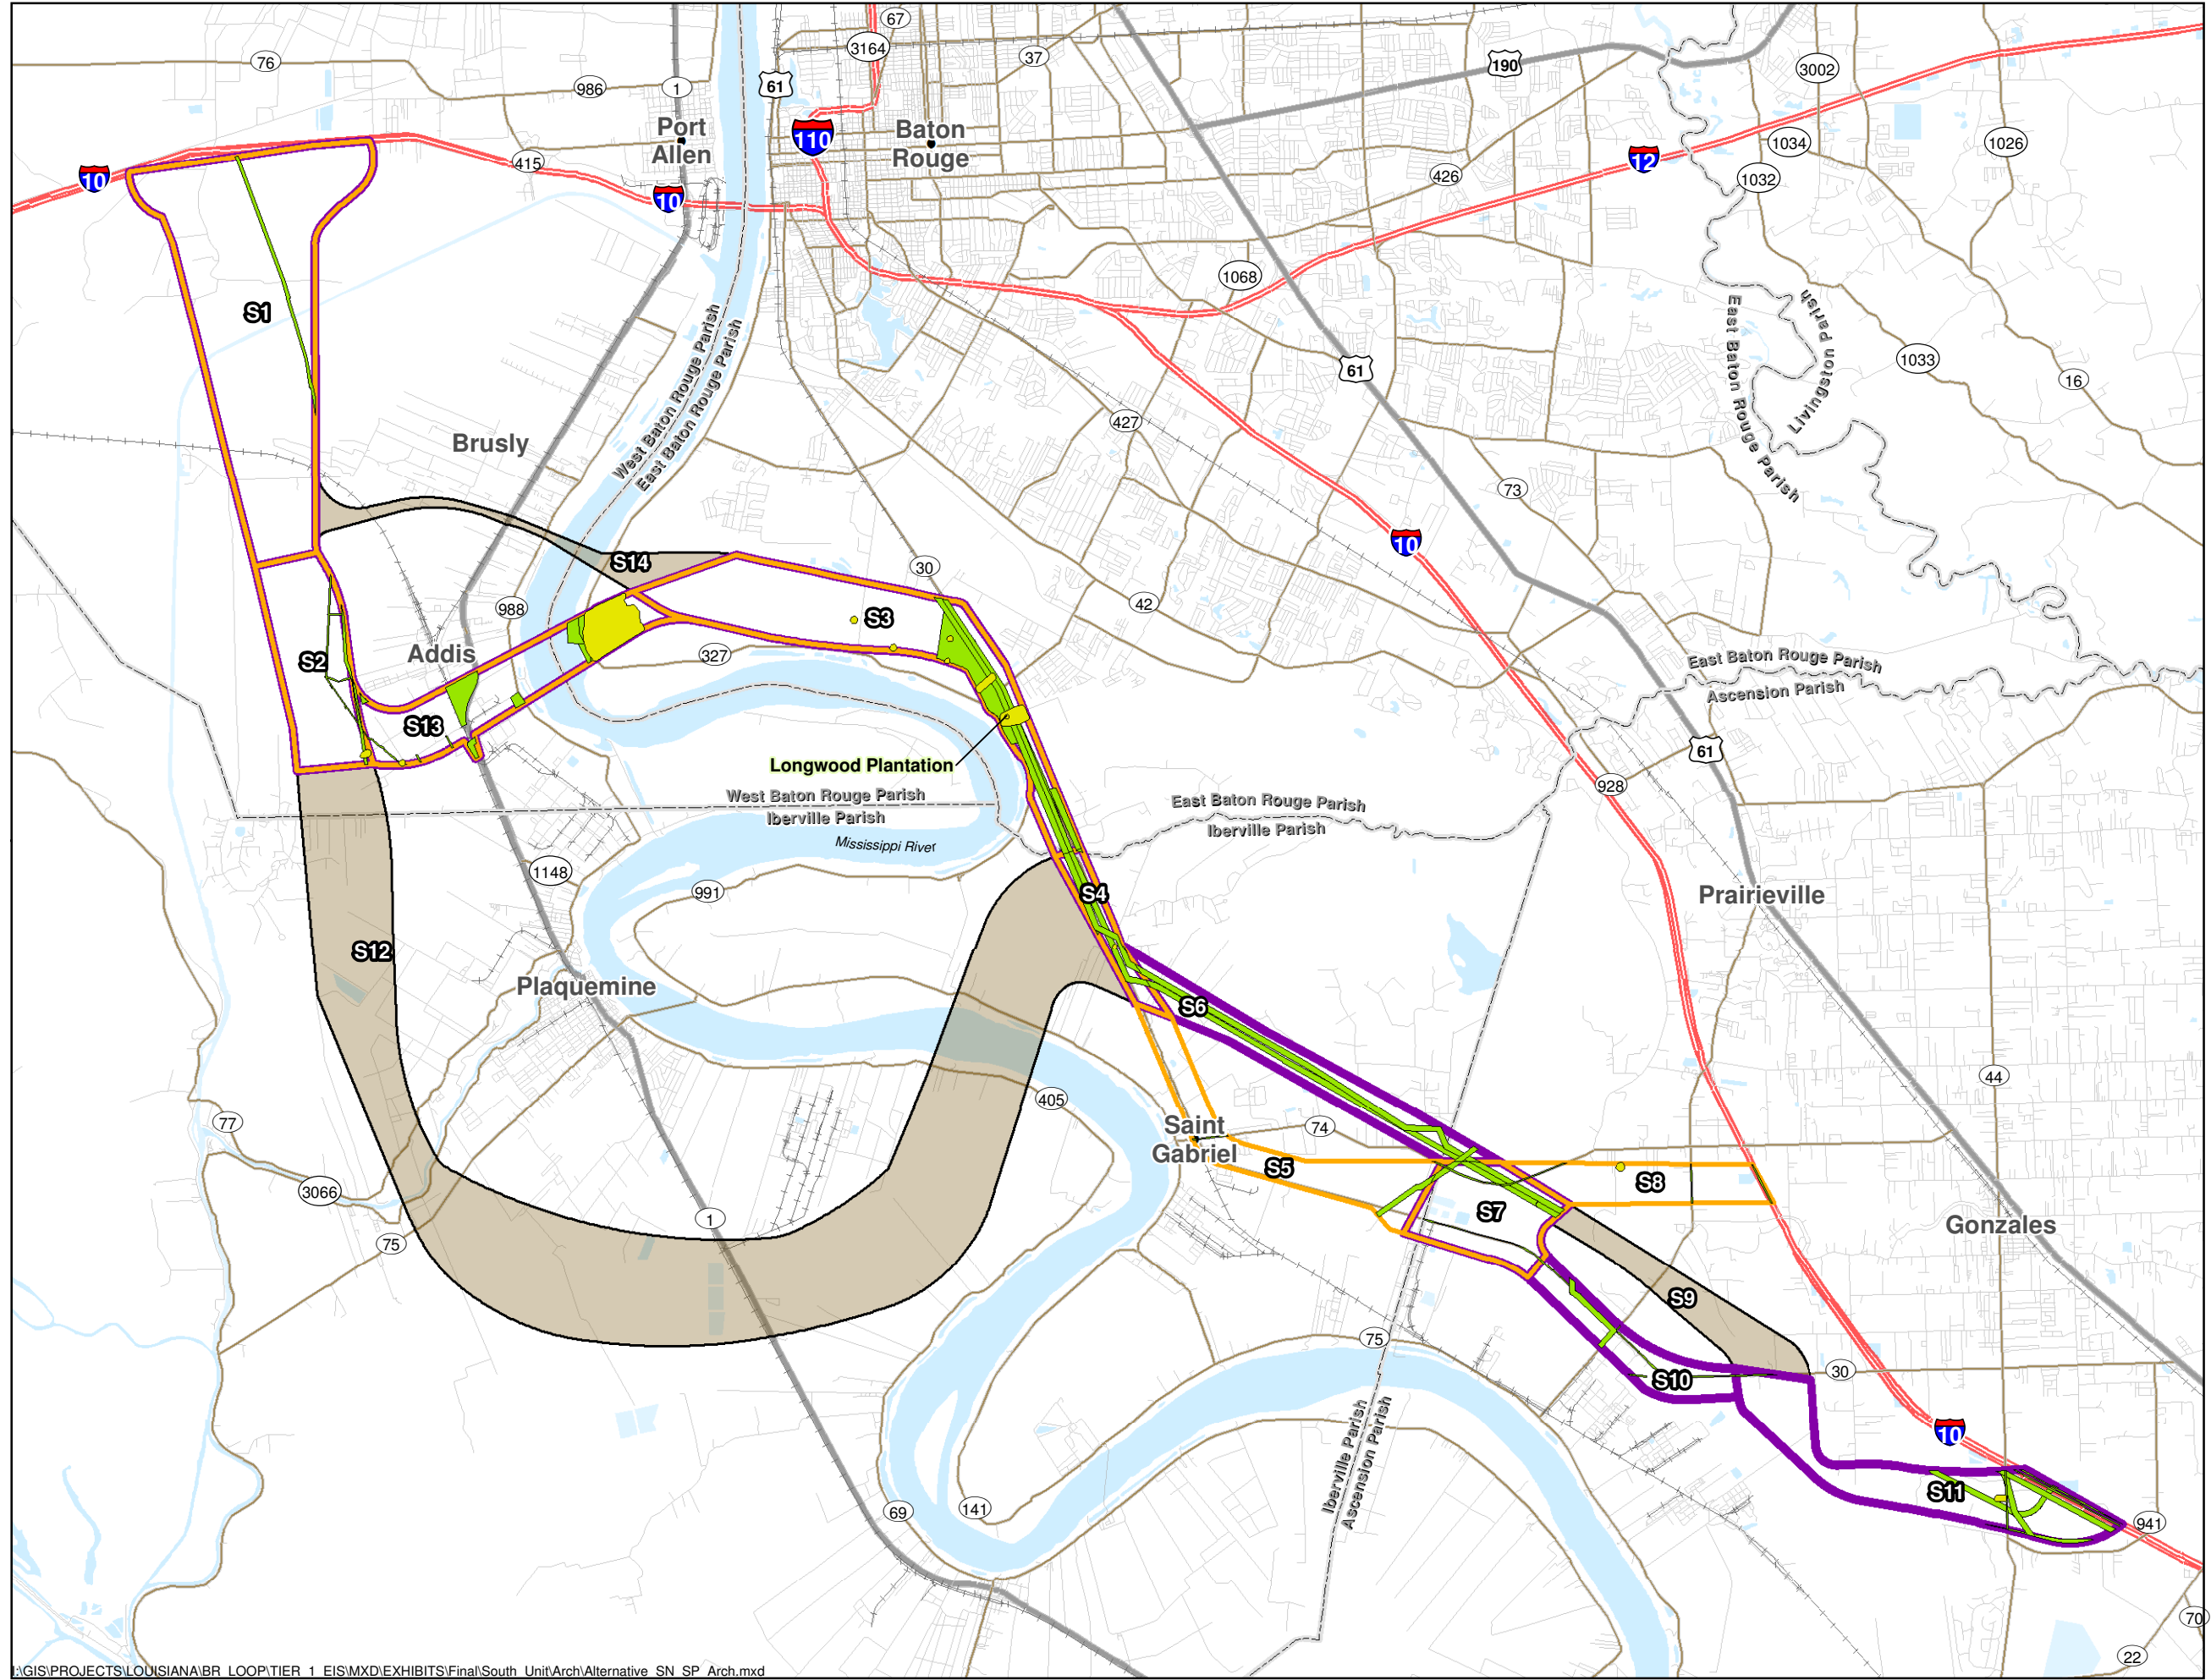 67
3164
76
37
190
3002
61
986
1
110
Port
Allen
Baton
Rouge
1034
1026
12
415
10
426
1032
10
1068
S1
West Baton Rouge Parish
East Baton Rouge Parish
East Baton Rouge Parish
Livingston Parish
1033
61
16
427
Brusly
73
10
S14
30
988
42
S3
Addis
327
S2
East Baton Rouge Parish
Ascension Parish
S13
61
Longwood Plantation
928
West Baton Rouge Parish
Iberville Parish
East Baton Rouge Parish
Iberville Parish
Mississippi River
1148
991
S4
Prairieville
S12
Plaquemine
S6
44
405
77
Saint
Gabriel
74
S5
S8
3066
S7
1
Gonzales
75
S9
75
30
S10
10
Iberville Parish
Ascension Parish
S11
69
141
941
70
22
I:\GIS\PROJECTS\LOUISIANA\BR_LOOP\TIER_1_EIS\MXD\EXHIBITS\Final\South_Unit\Arch\Alternative_SN_SP_Arch.mxd